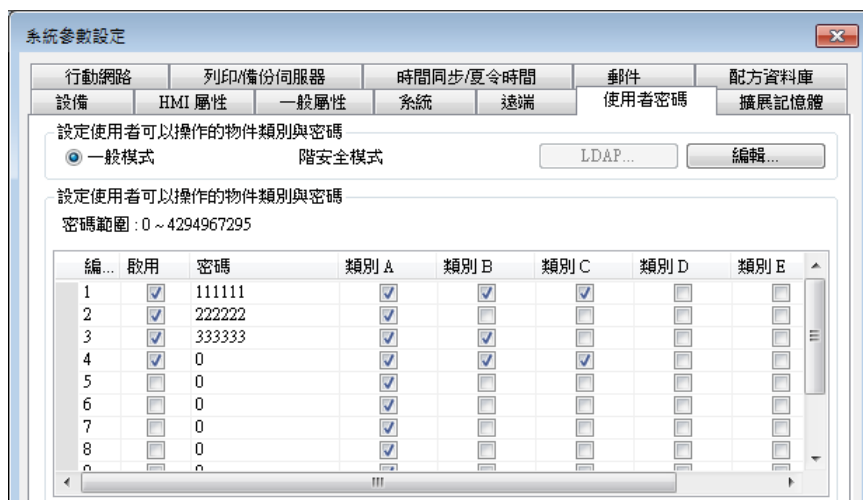 系統參數設定
行動網路 列印/備份伺服器 時間同步/夏令時間 郵件 配方資料庫
設備 HMI 屬性 一般屬性 系統 遠端 使用者密碼 擴展記憶體
設定使用者可以操作的物件類別與密碼
一般模式 階安全模式 LDAP... 編輯...
設定使用者可以操作的物件類別與密碼
密碼範圍 : 0 ~ 4294967295
編... 啟用 密碼 類別 A 類別 B 類別 C 類別 D 類別 E
1 111111
2 222222
3 333333
4 0
5 0
6 0
7 0
8 0